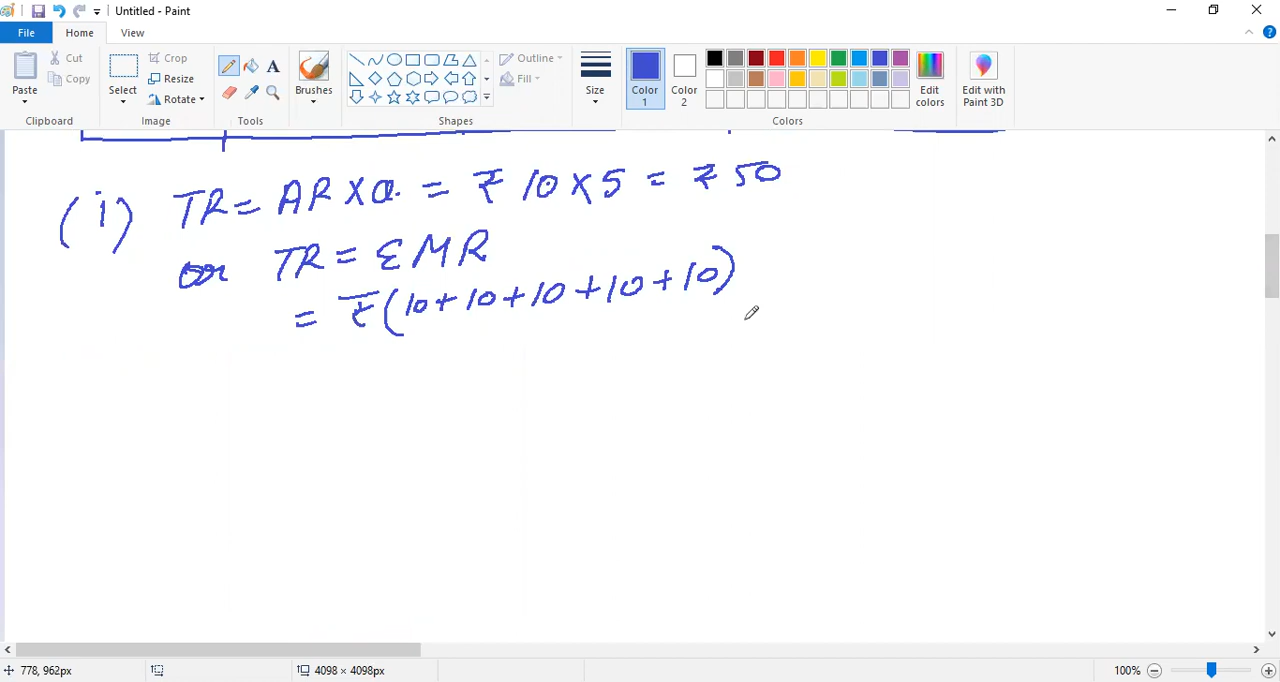 Untitled - Paint
File Home View
Paste Cut Copy
Clipboard
Select Crop Resize Rotate
Image
A
Tools
Brushes
Outline Fill
Shapes
Size
Color 1
Color 2
Edit colors
Edit with Paint 3D
Colors
(i) TR = AR × Q. = ₹ 10 × 5 = ₹ 50
or TR = Σ MR
= ₹ (10 + 10 + 10 + 10 + 10)
778, 962px
4098 × 4098px
100%